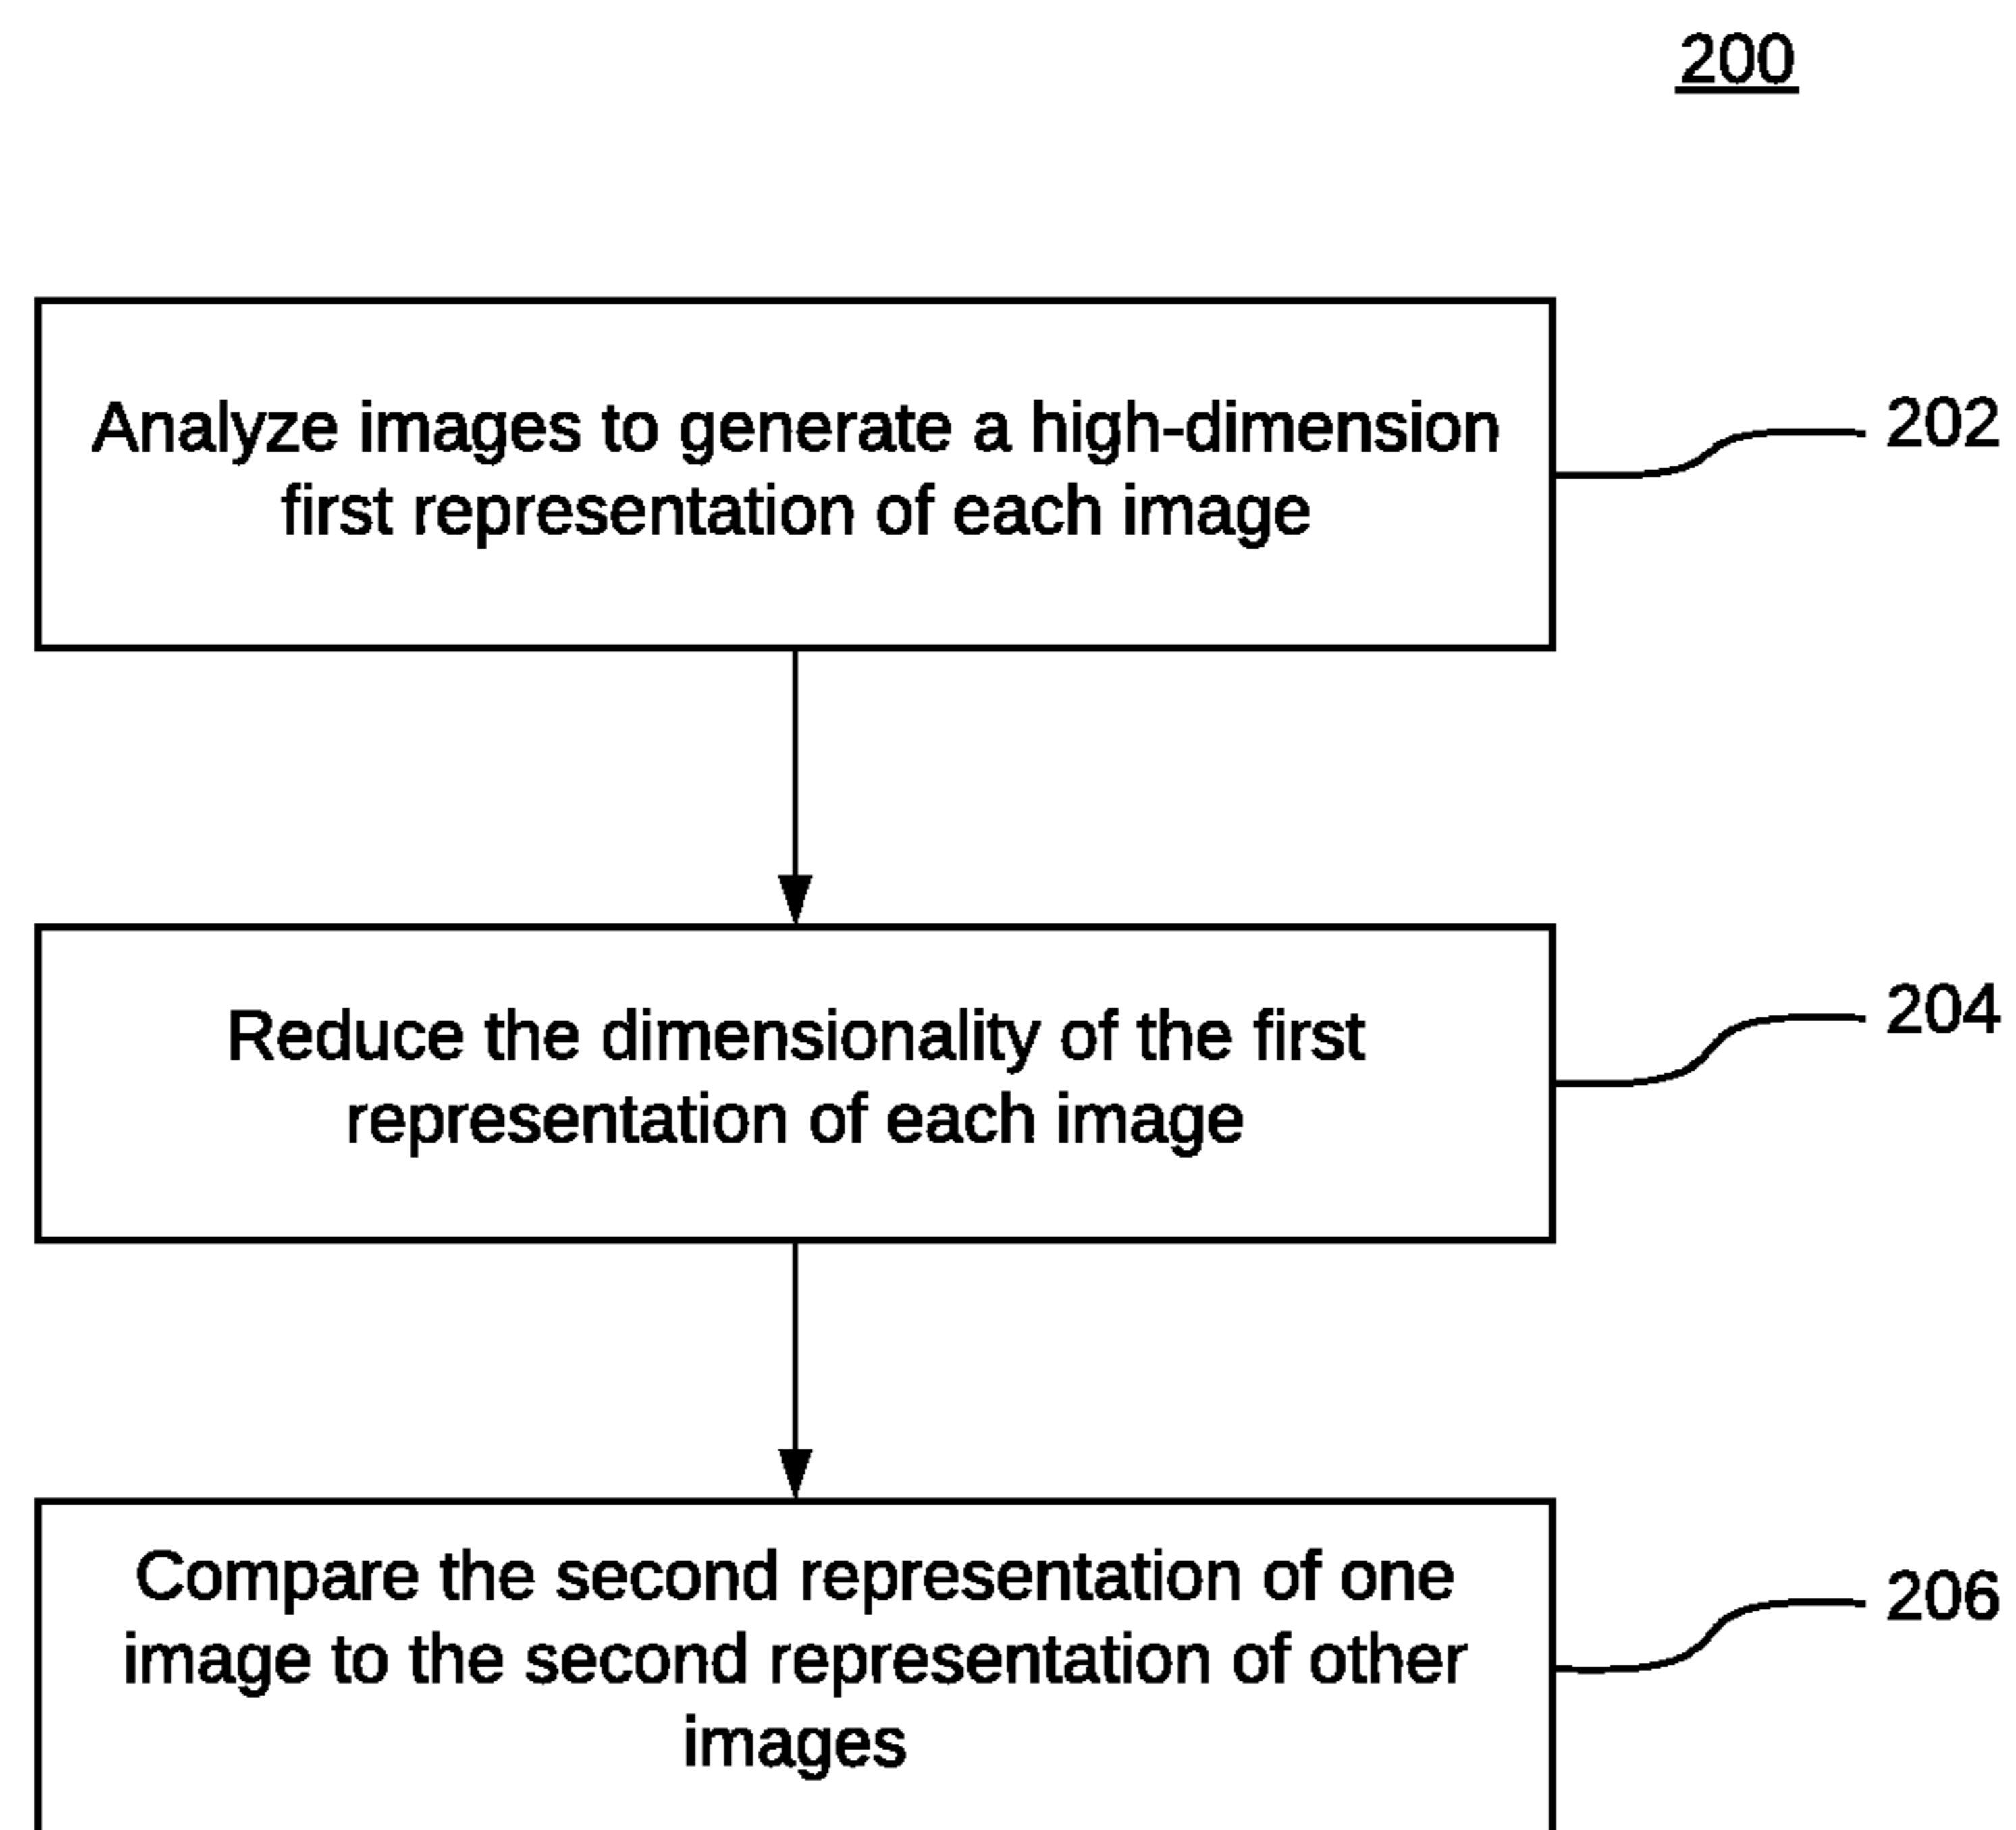 200
Analyze images to generate a high-dimension
first representation of each image
202
Reduce the dimensionality of the first
representation of each image
204
Compare the second representation of one
image to the second representation of other
images
206